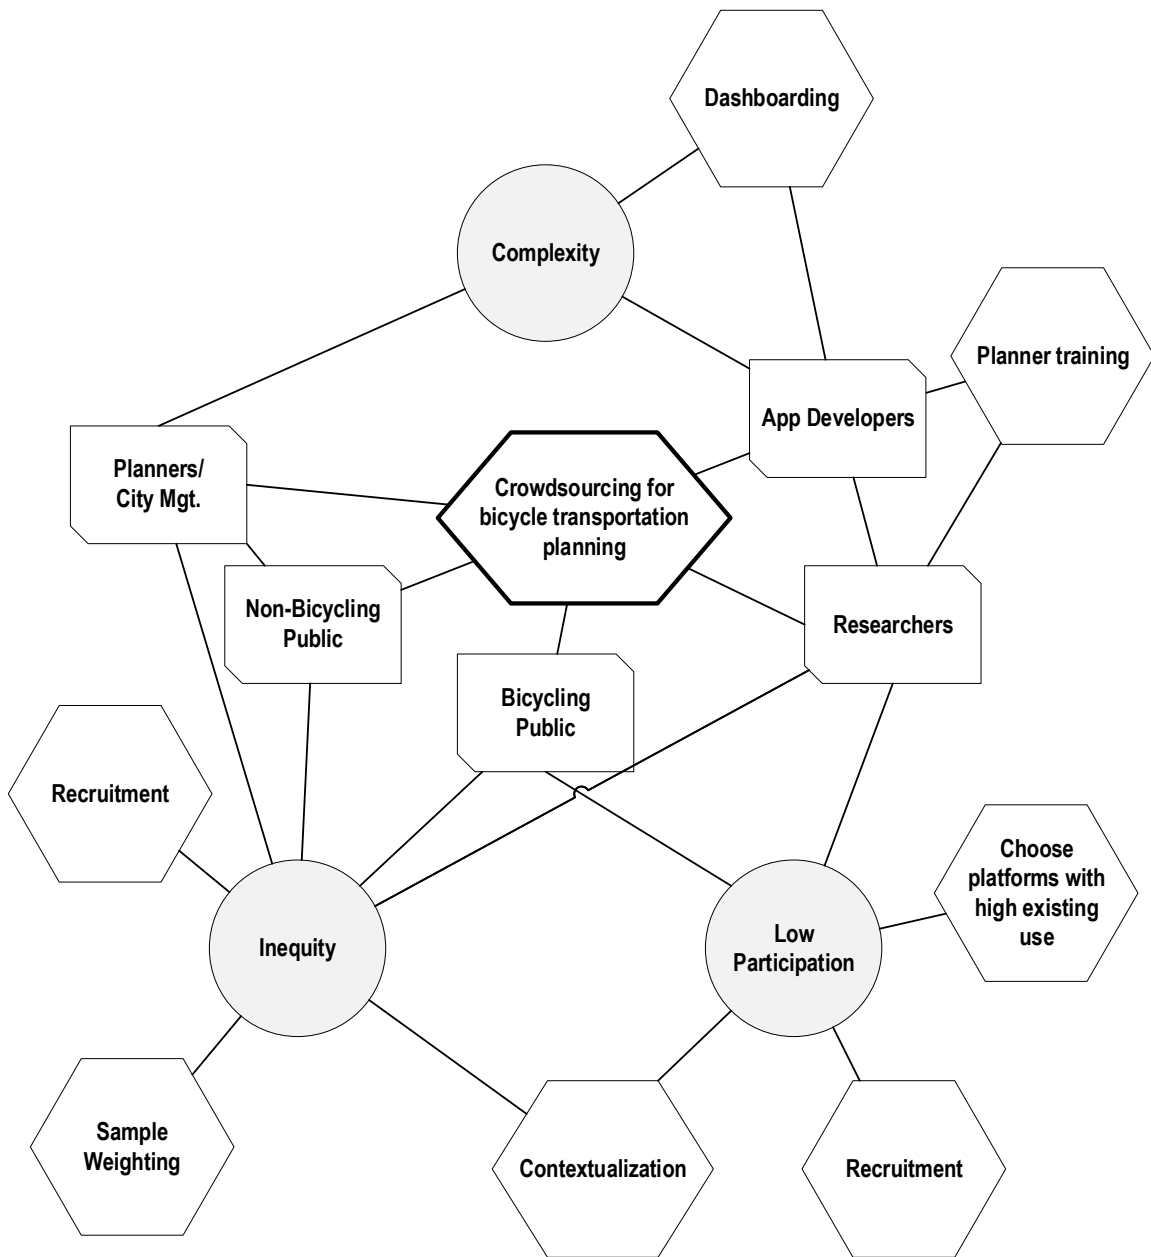 Dashboarding
Complexity
Planner training
App Developers
Planners/
City Mgt.
Crowdsourcing for
bicycle transportation
planning
Non-Bicycling
Public
Researchers
Bicycling
Public
Recruitment
Choose
platforms with
high existing
use
Inequity
Low
Participation
Sample
Weighting
Contextualization
Recruitment